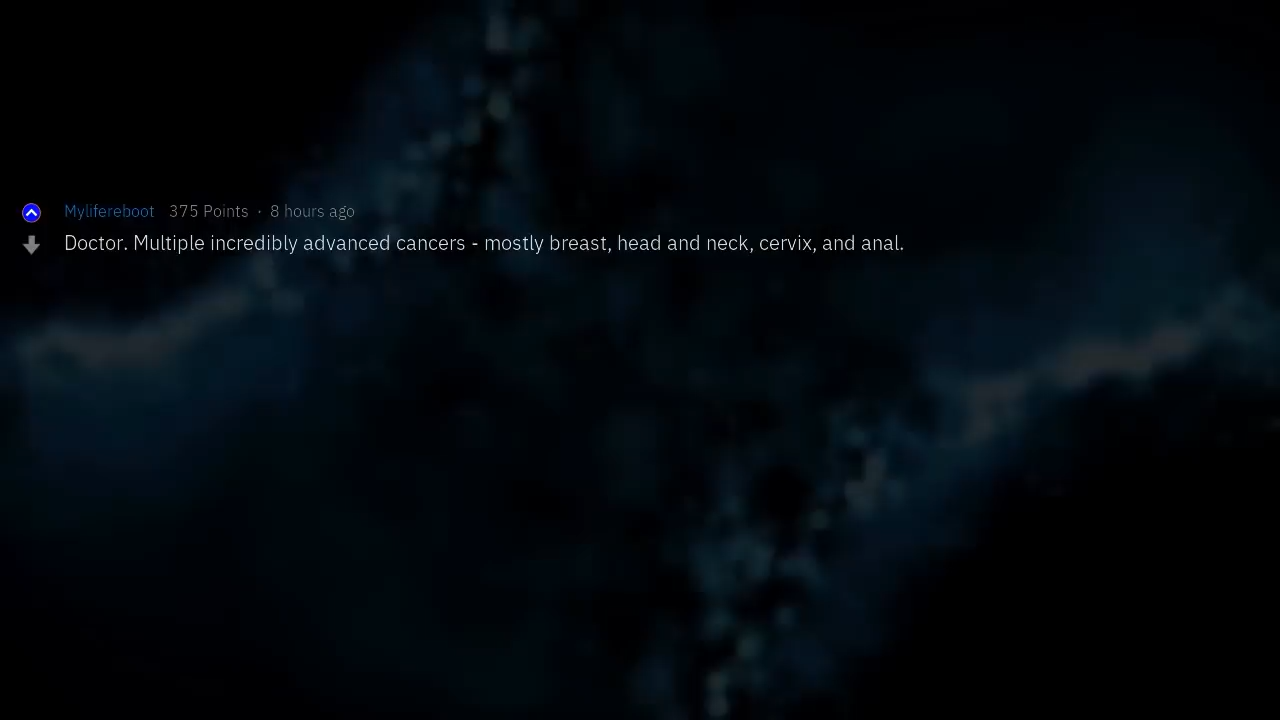 Mylifereboot 375 Points · 8 hours ago
Doctor. Multiple incredibly advanced cancers - mostly breast, head and neck, cervix, and anal.